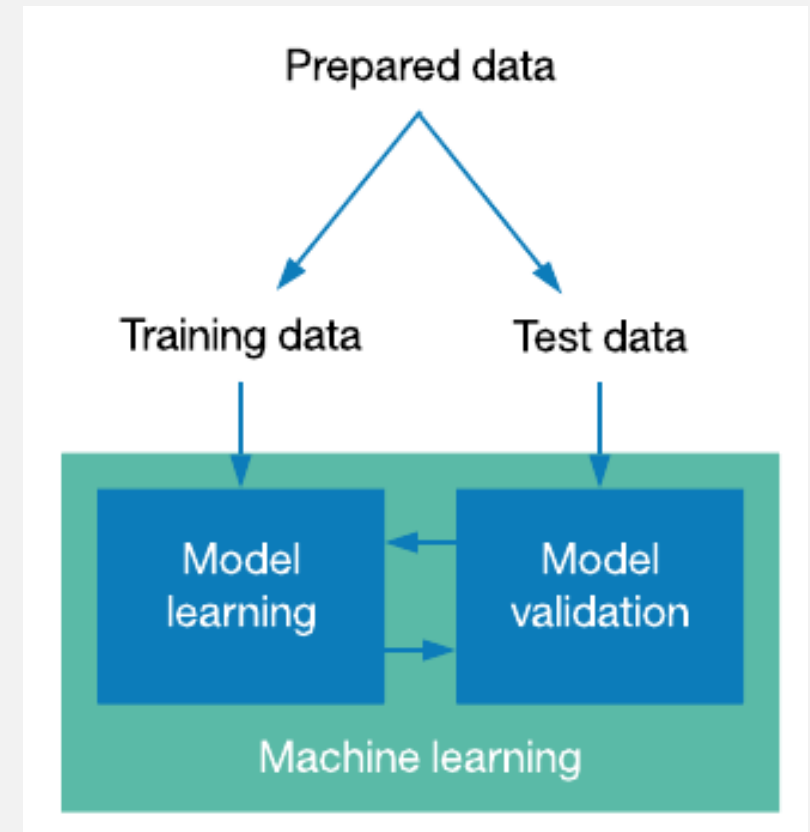 Prepared data
Training data
Test data
Model
learning
Model
validation
Machine learning